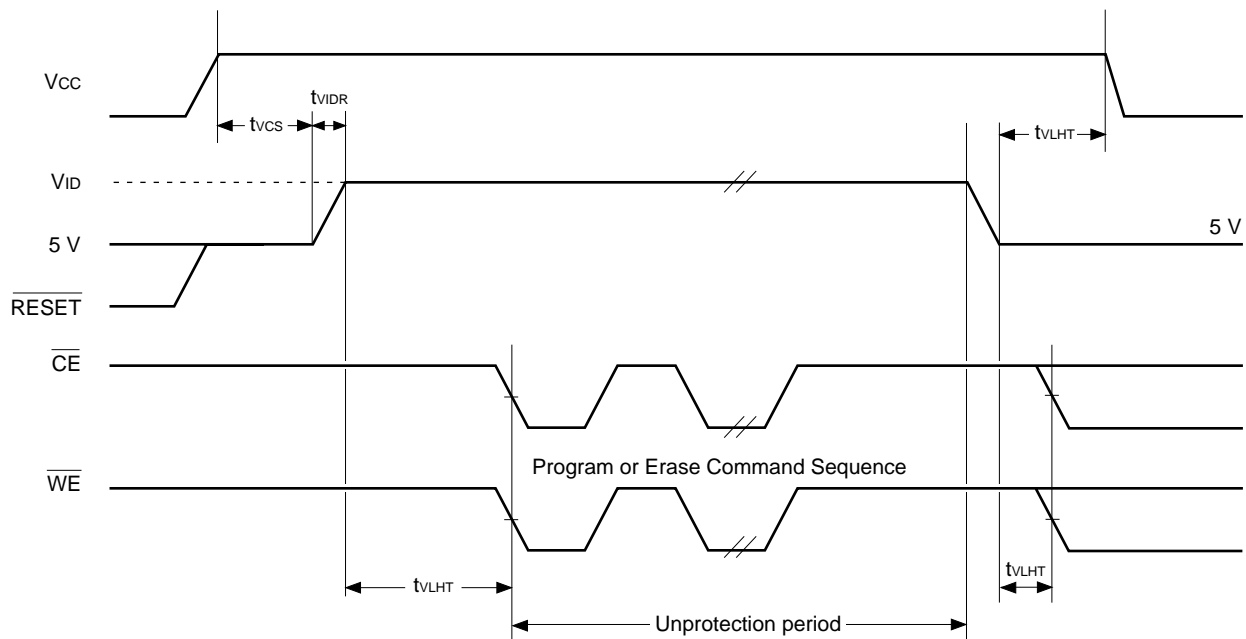 VCC
tVIDR
tVCS
tVLHT
VID
5 V
5 V
RESET
CE
Program or Erase Command Sequence
WE
tVLHT
tVLHT
Unprotection period